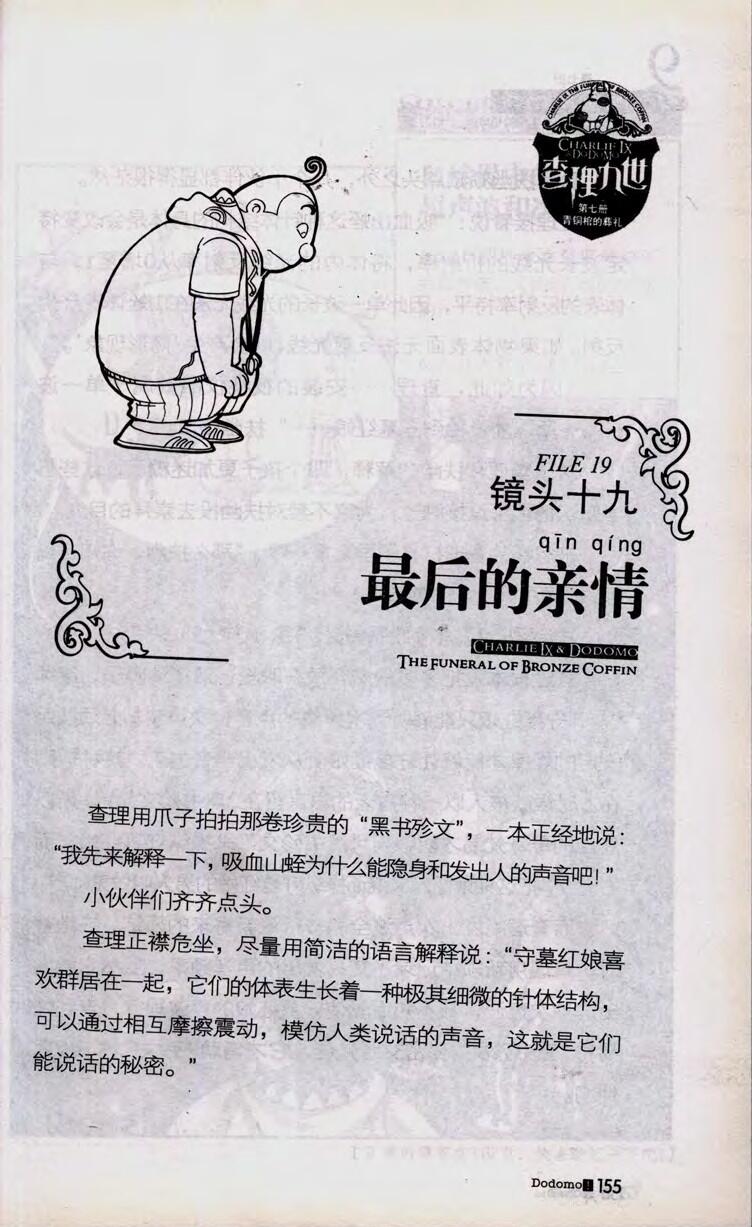 CHARLIE IX THE FUNERAL OF BRONZE COFFIN
CHARLIE IX
& DODOMO
查理九世
第七册
青铜棺的葬礼
FILE 19
镜头十九
qīn qíng
最后的亲情
CHARLIE IX & DODOMO
THE FUNERAL OF BRONZE COFFIN
查理用爪子拍拍那卷珍贵的“黑书殄文”，一本正经地说：
“我先来解释一下，吸血山蛭为什么能隐身和发出人的声音吧！”
小伙伴们齐齐点头。
查理正襟危坐，尽量用简洁的语言解释说：“守墓红娘喜
欢群居在一起，它们的体表生长着一种极其细微的针体结构，
可以通过相互摩擦震动，模仿人类说话的声音，这就是它们
能说话的秘密。”
Dodomo! 155